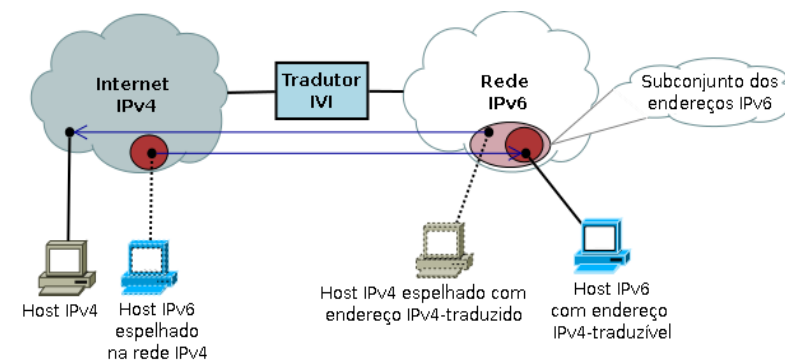 Internet
IPv4
Tradutor
IVI
Rede
IPv6
Subconjunto dos
endereços IPv6
Host IPv4
Host IPv6
espelhado
na rede IPv4
Host IPv4 espelhado com
endereço IPv4-traduzido
Host IPv6
com endereço
IPv4-traduzível